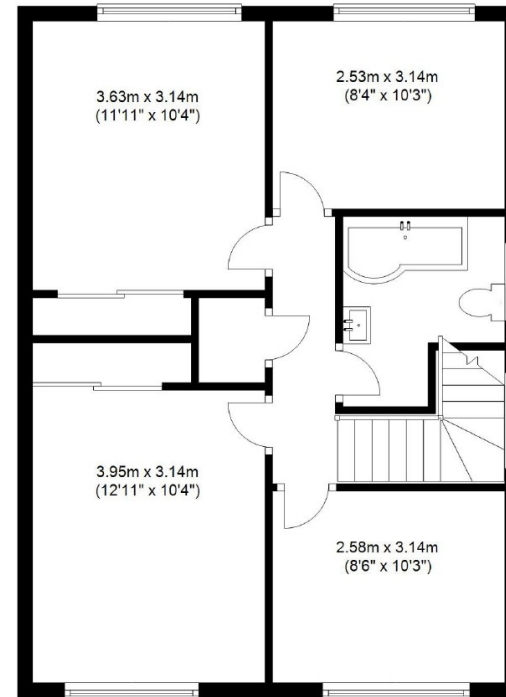 3.63m x 3.14m
(11'11" x 10'4")
2.53m x 3.14m
(8'4" x 10'3")
3.95m x 3.14m
(12'11" x 10'4")
2.58m x 3.14m
(8'6" x 10'3")